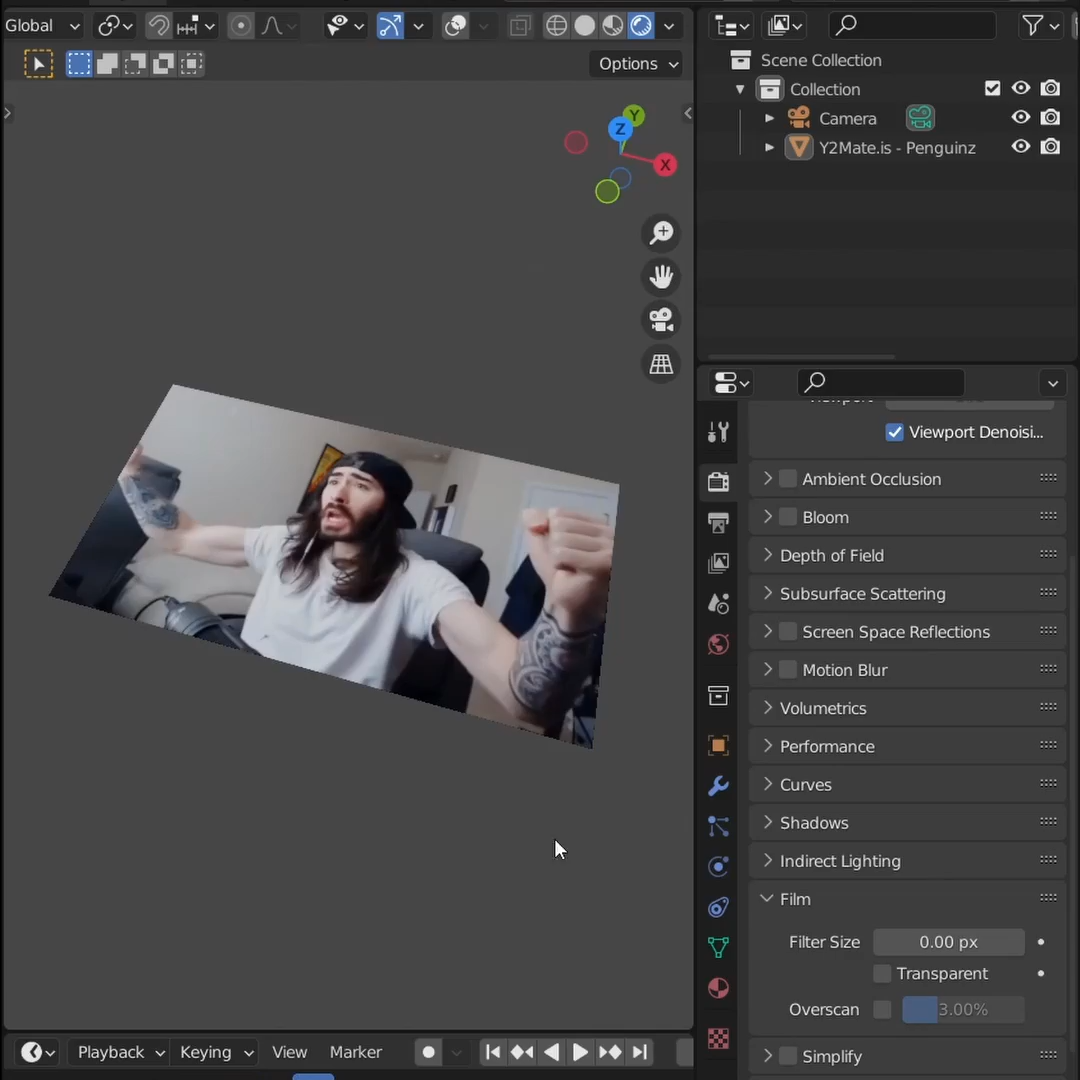 Global
Options
Z
Y
X
Scene Collection
Collection
Camera
Y2Mate.is - Penguinz
Viewport Denoisi...
Ambient Occlusion
Bloom
Depth of Field
Subsurface Scattering
Screen Space Reflections
Motion Blur
Volumetrics
Performance
Curves
Shadows
Indirect Lighting
Film
Filter Size 0.00 px
Transparent
Overscan 3.00%
Simplify
Playback Keying View Marker